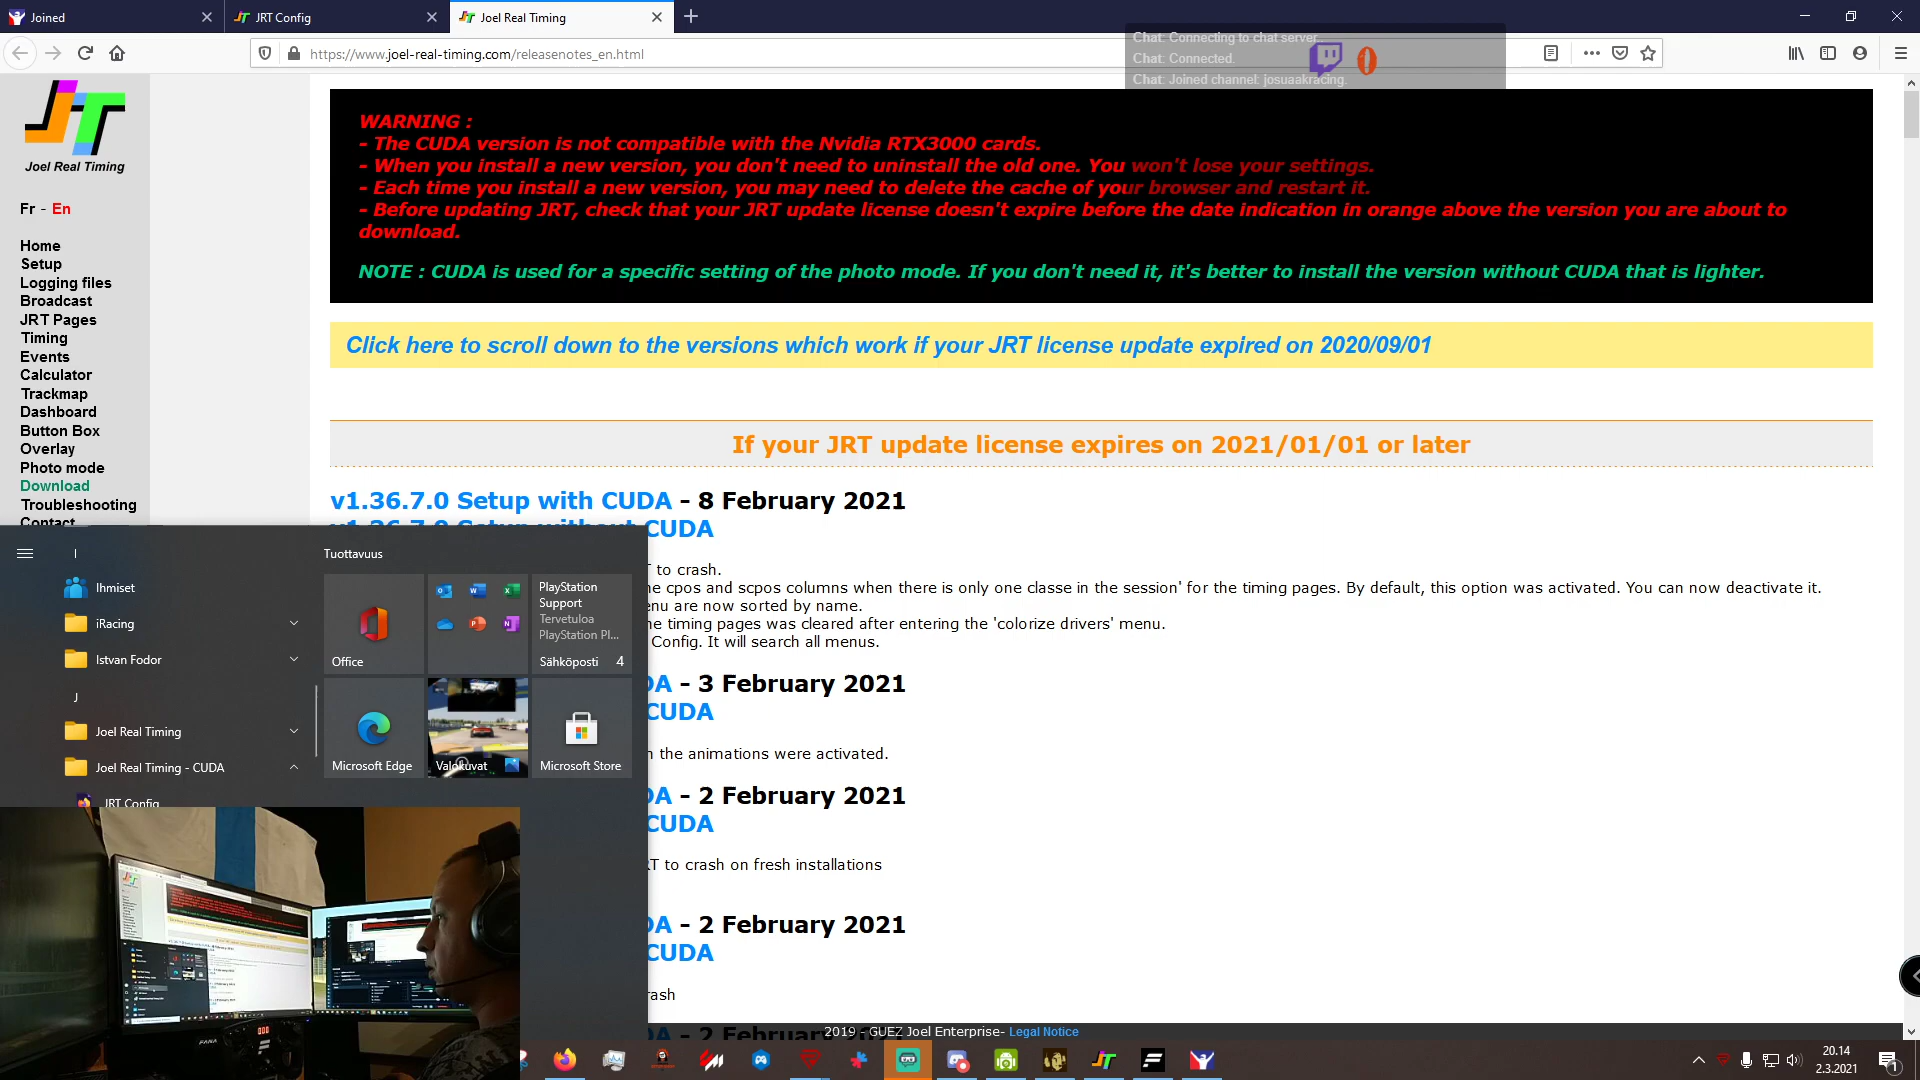 Joined
JRT Config
Joel Real Timing
https://www.joel-real-timing.com/releasenotes_en.html
Chat: Connecting to chat server..
Chat: Connected.
Chat: Joined channel: josuaakracing.
Joel Real Timing
Fr - En
Home
Setup
Logging files
Broadcast
JRT Pages
Timing
Events
Calculator
Trackmap
Dashboard
Button Box
Overlay
Photo mode
Download
Troubleshooting
Contact
WARNING :
- The CUDA version is not compatible with the Nvidia RTX3000 cards.
- When you install a new version, you don't need to uninstall the old one. You won't lose your settings.
- Each time you install a new version, you may need to delete the cache of your browser and restart it.
- Before updating JRT, check that your JRT update license doesn't expire before the date indication in orange above the version you are about to
download.
NOTE : CUDA is used for a specific setting of the photo mode. If you don't need it, it's better to install the version without CUDA that is lighter.
Click here to scroll down to the versions which work if your JRT license update expired on 2020/09/01
If your JRT update license expires on 2021/01/01 or later
v1.36.7.0 Setup with CUDA - 8 February 2021
v1.36.7.0 Setup without CUDA
to crash.
cpos and scpos columns when there is only one classe in the session' for the timing pages. By default, this option was activated. You can now deactivate it.
are now sorted by name.
timing pages was cleared after entering the 'colorize drivers' menu.
Config. It will search all menus.
- 3 February 2021
CUDA
the animations were activated.
- 2 February 2021
CUDA
to crash on fresh installations
- 2 February 2021
CUDA
- 2 February 2021
2019 - GUEZ Joel Enterprise- Legal Notice
I
Ihmiset
iRacing
Istvan Fodor
J
Joel Real Timing
Joel Real Timing - CUDA
JRT Config
Tuottavuus
Office
PlayStation
Support
Tervetuloa
PlayStation Pl...
Sähköposti 4
Microsoft Edge
Valokuvat
Microsoft Store
20.14
2.3.2021
1